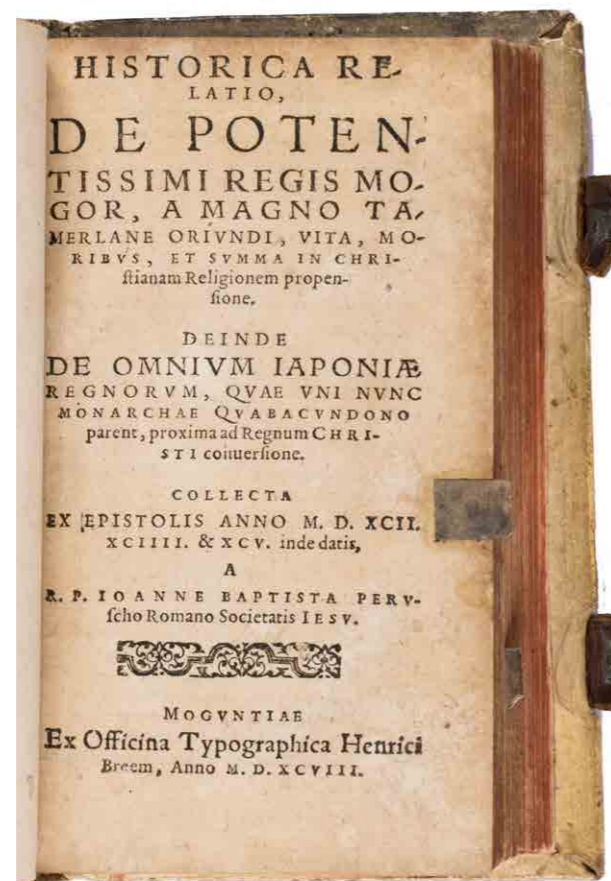 HISTORICA RE-
LATIO,
DE POTEN-
TISSIMI REGIS MO-
GOR, A MAGNO TA-
MERLANE ORIVNDI, VITA, MO-
RIBVS, ET SVMMA IN CHRI-
ſtianam Religionem propen-
ſione.
DEINDE
DE OMNIVM IAPONIÆ
REGNORVM, QVAE VNI NVNC
MONARCHAE QVABACVNDONO
parent, proxima ad Regnum CHRI-
STI conuerſione.
COLLECTA
EX EPISTOLIS ANNO M. D. XCII.
XCIIII. & XCV. inde datis,
A
R. P. IOANNE BAPTISTA PERV-
ſcho Romano Societatis IESV.
MOGVNTIAE
Ex Officina Typographica Henrici
Breem, Anno M. D. XCVIII.